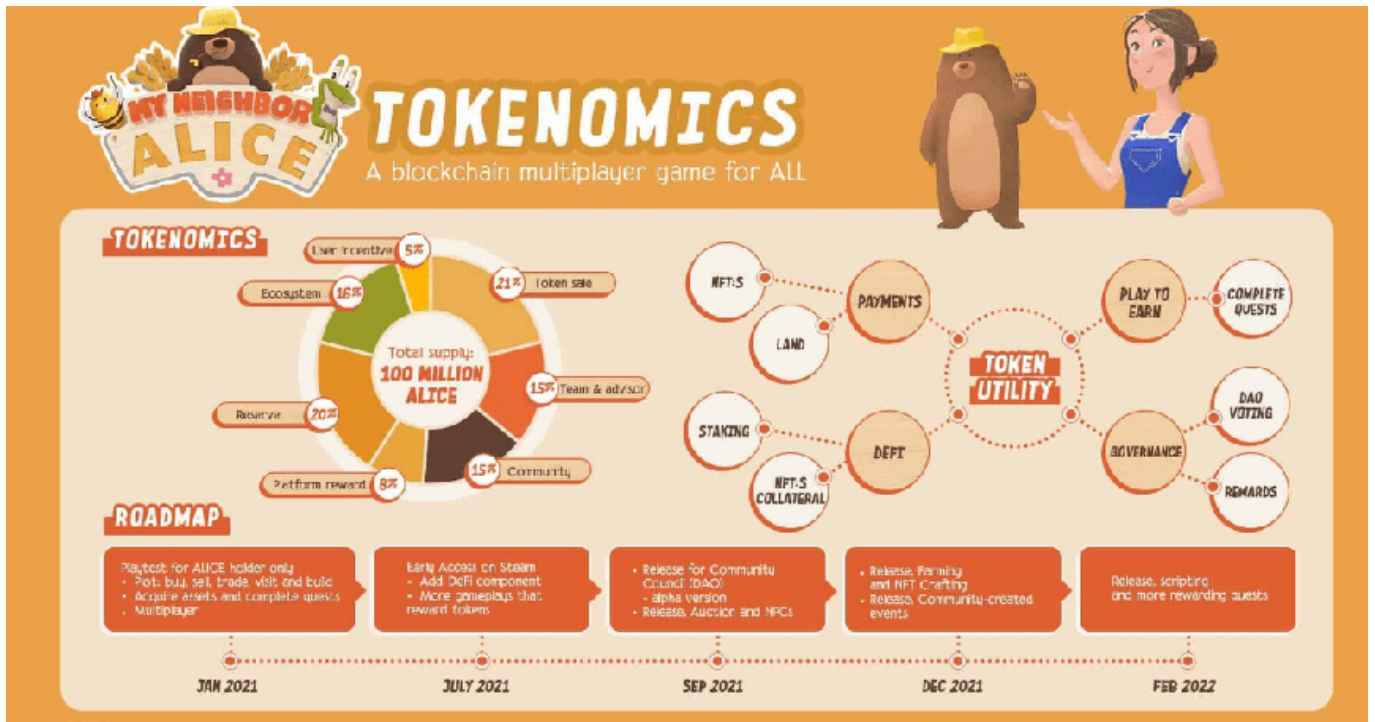 MY NEIGHBOR
ALICE
TOKENOMICS
A blockchain multiplayer game for ALL
TOKENOMICS
User incentive 5%
21% Token sale
Ecosystem 16%
Total supply:
100 MILLION
ALICE
15% Team & advisor
Reserve 20%
15% Community
Platform reward 8%
NFT:S
LAND
PAYMENTS
STAKING
NFT:S
COLLATERAL
DEFI
TOKEN
UTILITY
PLAY TO
EARN
COMPLETE
QUESTS
GOVERNANCE
DAO
VOTING
REWARDS
ROADMAP
Playtest for ALICE holder only
- Plot: buy, sell, trade, visit and build
- Acquire assets and complete quests
- Multiplayer
Early Access on Steam
- Add DeFi component
- More gameplays that
reward tokens
• Release for Community
Council (DAO)
- alpha version
• Release, Auction and NPCs
• Release, Farming
and NFT Crafting
• Release, Community-created
events
Release, scripting
and more rewarding quests
JAN 2021
JULY 2021
SEP 2021
DEC 2021
FEB 2022